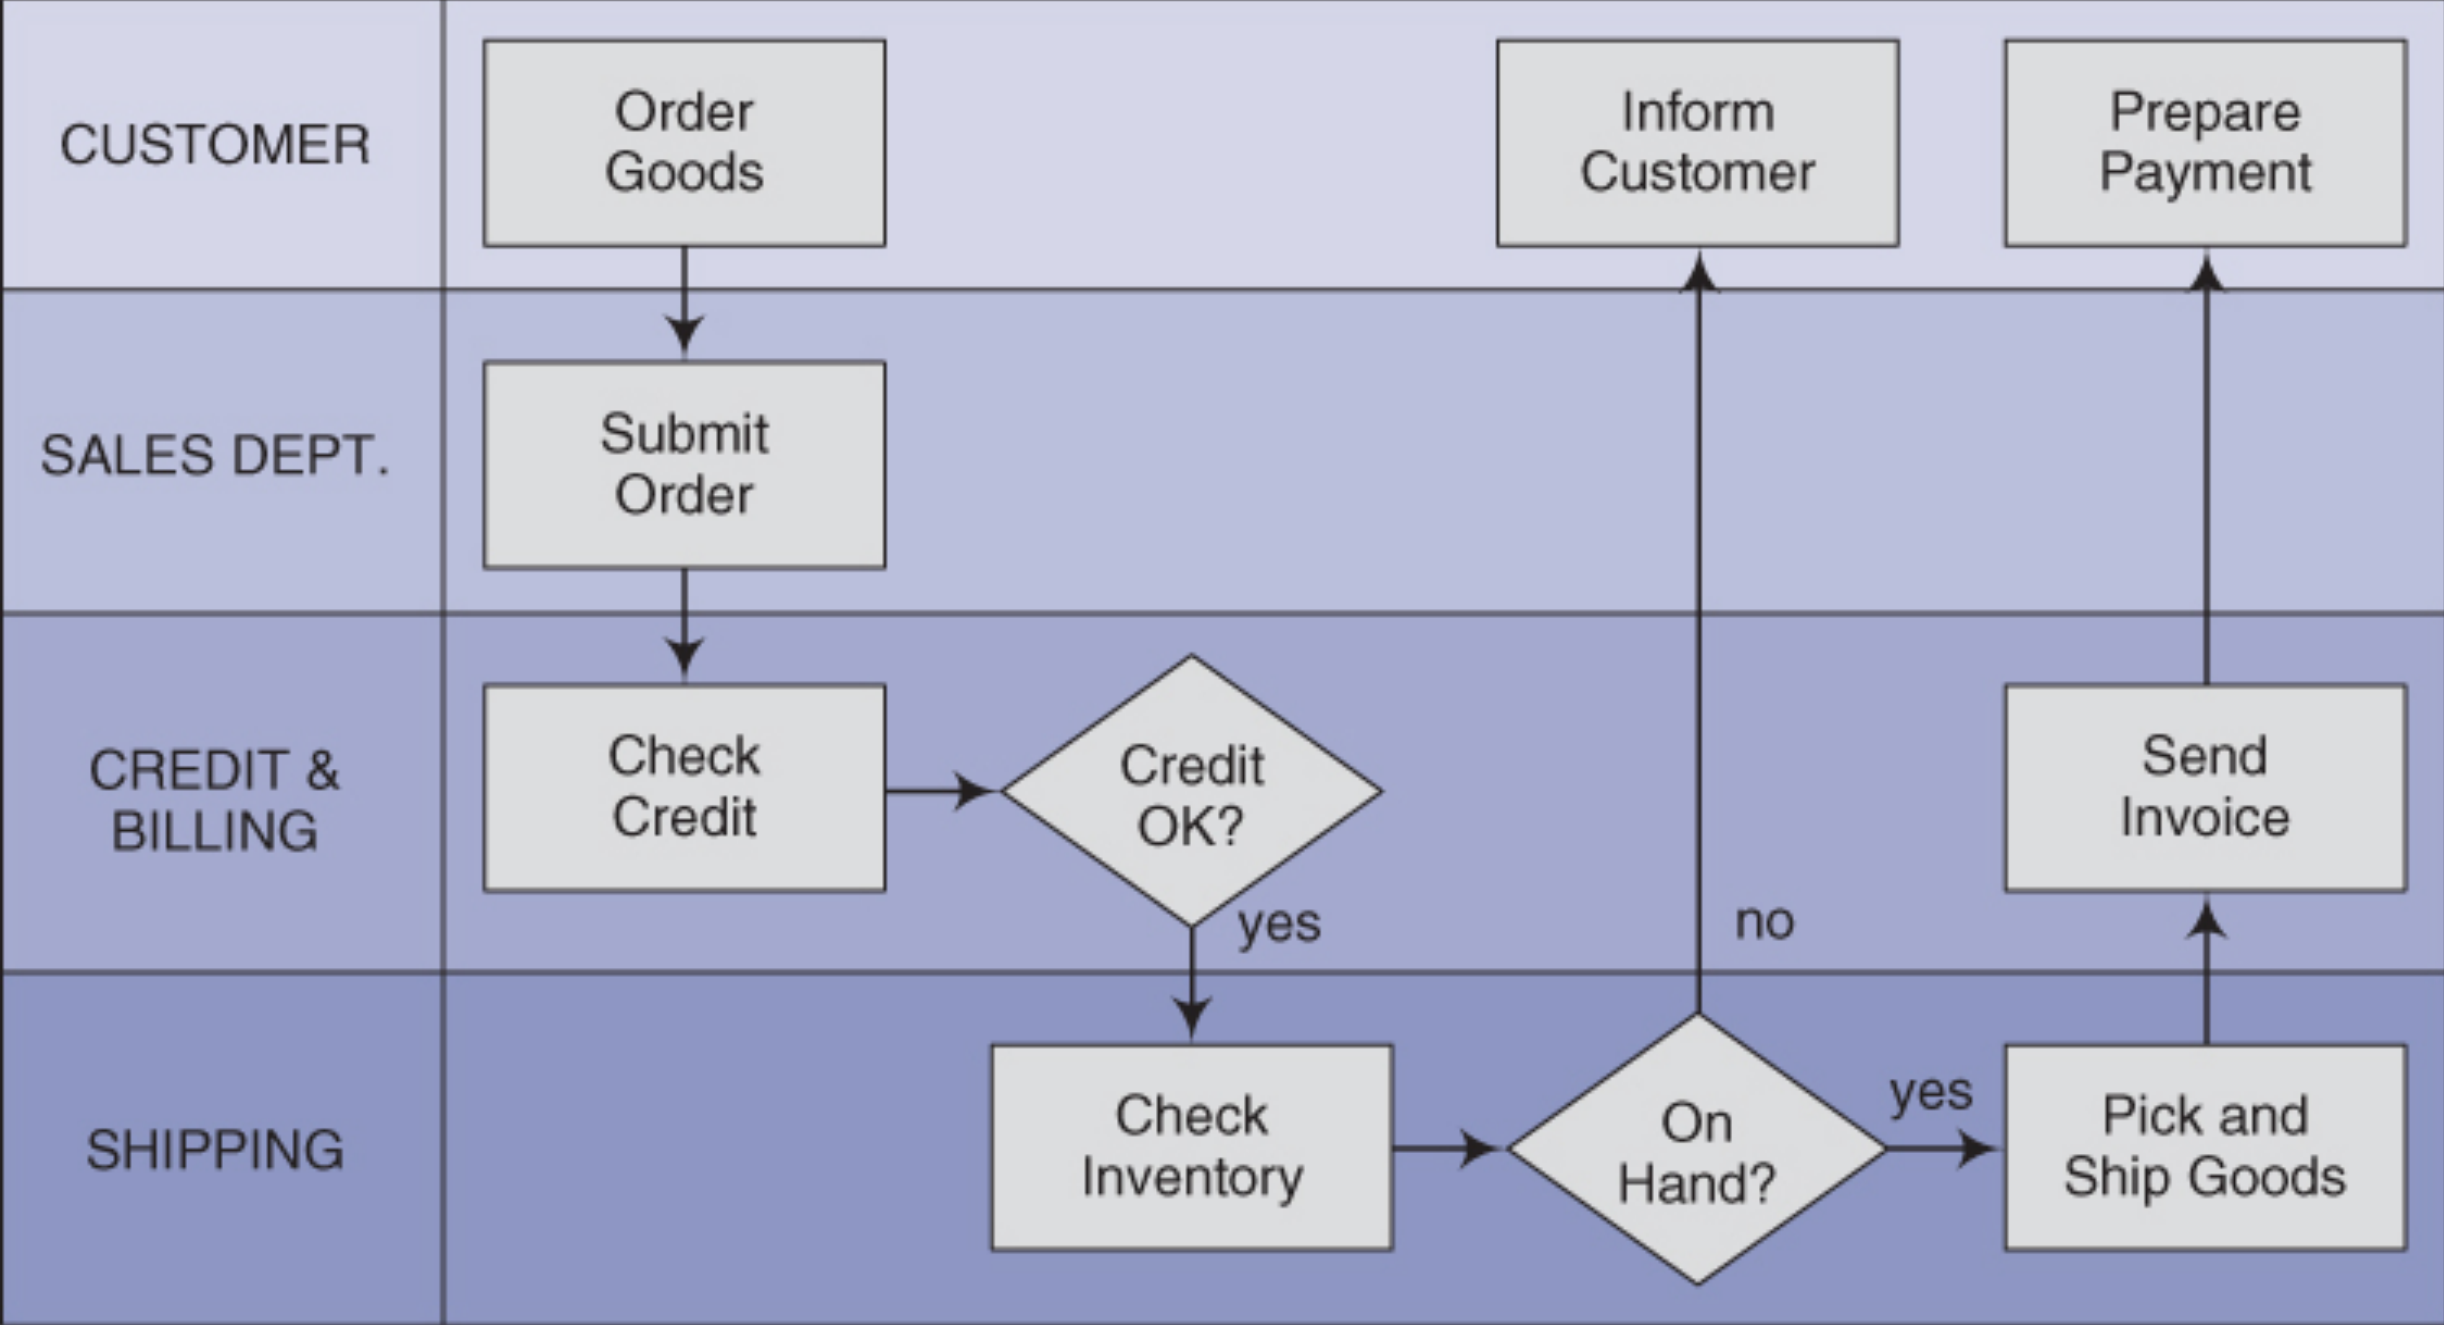 CUSTOMER
Order
Goods
Inform
Customer
Prepare
Payment
SALES DEPT.
Submit
Order
CREDIT &
BILLING
Check
Credit
Credit
OK?
yes
no
Send
Invoice
SHIPPING
Check
Inventory
On
Hand?
yes
Pick and
Ship Goods